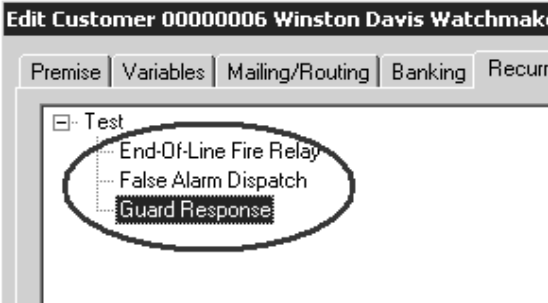 Edit Customer 00000006 Winston Davis Watchmake
Premise Variables Mailing/Routing Banking Recurr
Test
End-Of-Line Fire Relay
False Alarm Dispatch
Guard Response